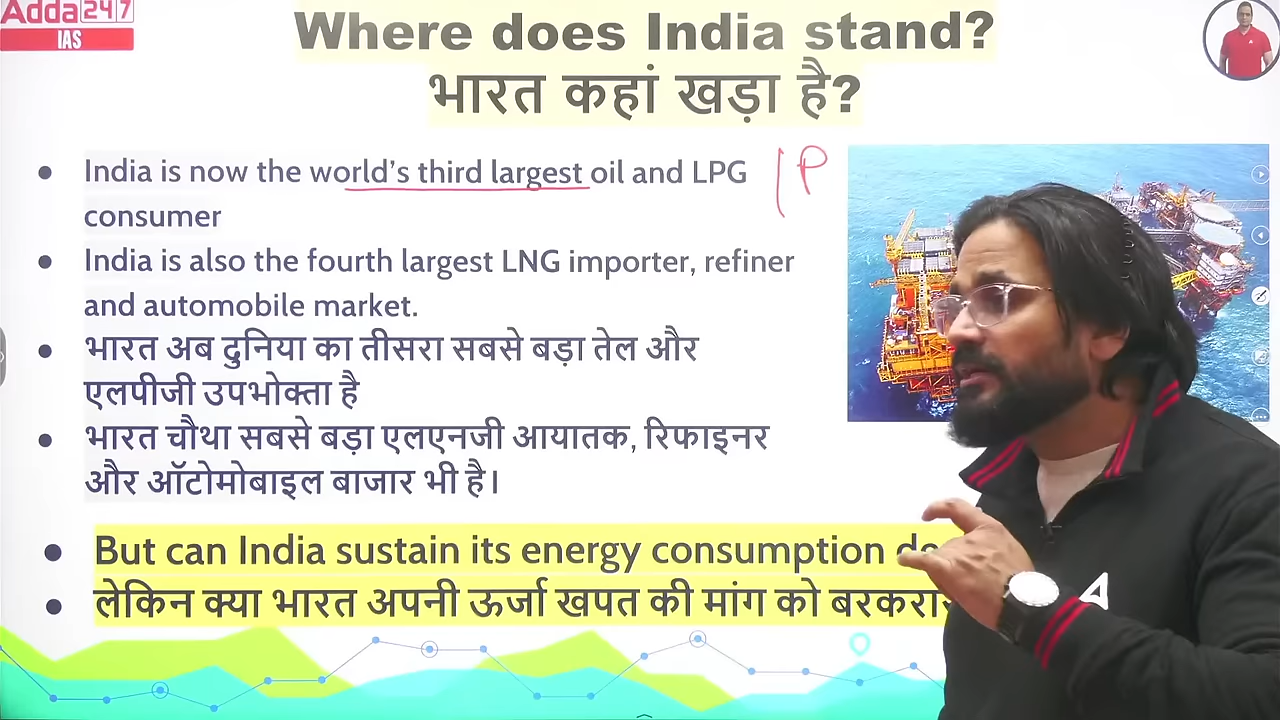 Adda247
IAS
Where does India stand?
भारत कहां खड़ा है?
India is now the world's third largest oil and LPG
consumer
India is also the fourth largest LNG importer, refiner
and automobile market.
भारत अब दुनिया का तीसरा सबसे बड़ा तेल और
एलपीजी उपभोक्ता है
भारत चौथा सबसे बड़ा एलएनजी आयातक, रिफाइनर
और ऑटोमोबाइल बाजार भी है।
But can India sustain its energy consumption
लेकिन क्या भारत अपनी ऊर्जा खपत की मांग को